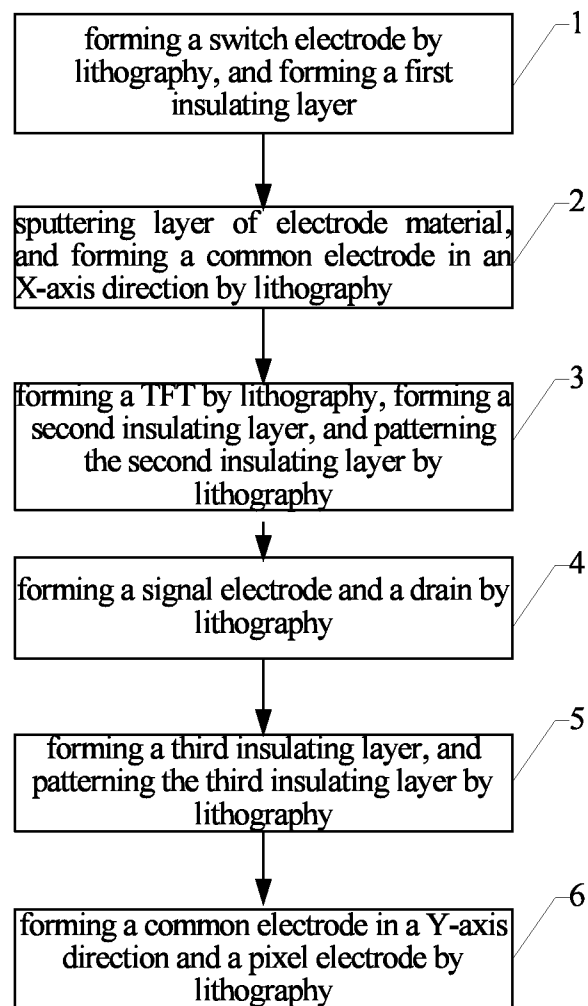 1
forming a switch electrode by
lithography, and forming a first
insulating layer
2
sputtering layer of electrode material,
and forming a common electrode in an
X-axis direction by lithography
3
forming a TFT by lithography, forming a
second insulating layer, and patterning
the second insulating layer by
lithography
4
forming a signal electrode and a drain by
lithography
5
forming a third insulating layer, and
patterning the third insulating layer by
lithography
6
forming a common electrode in a Y-axis
direction and a pixel electrode by
lithography